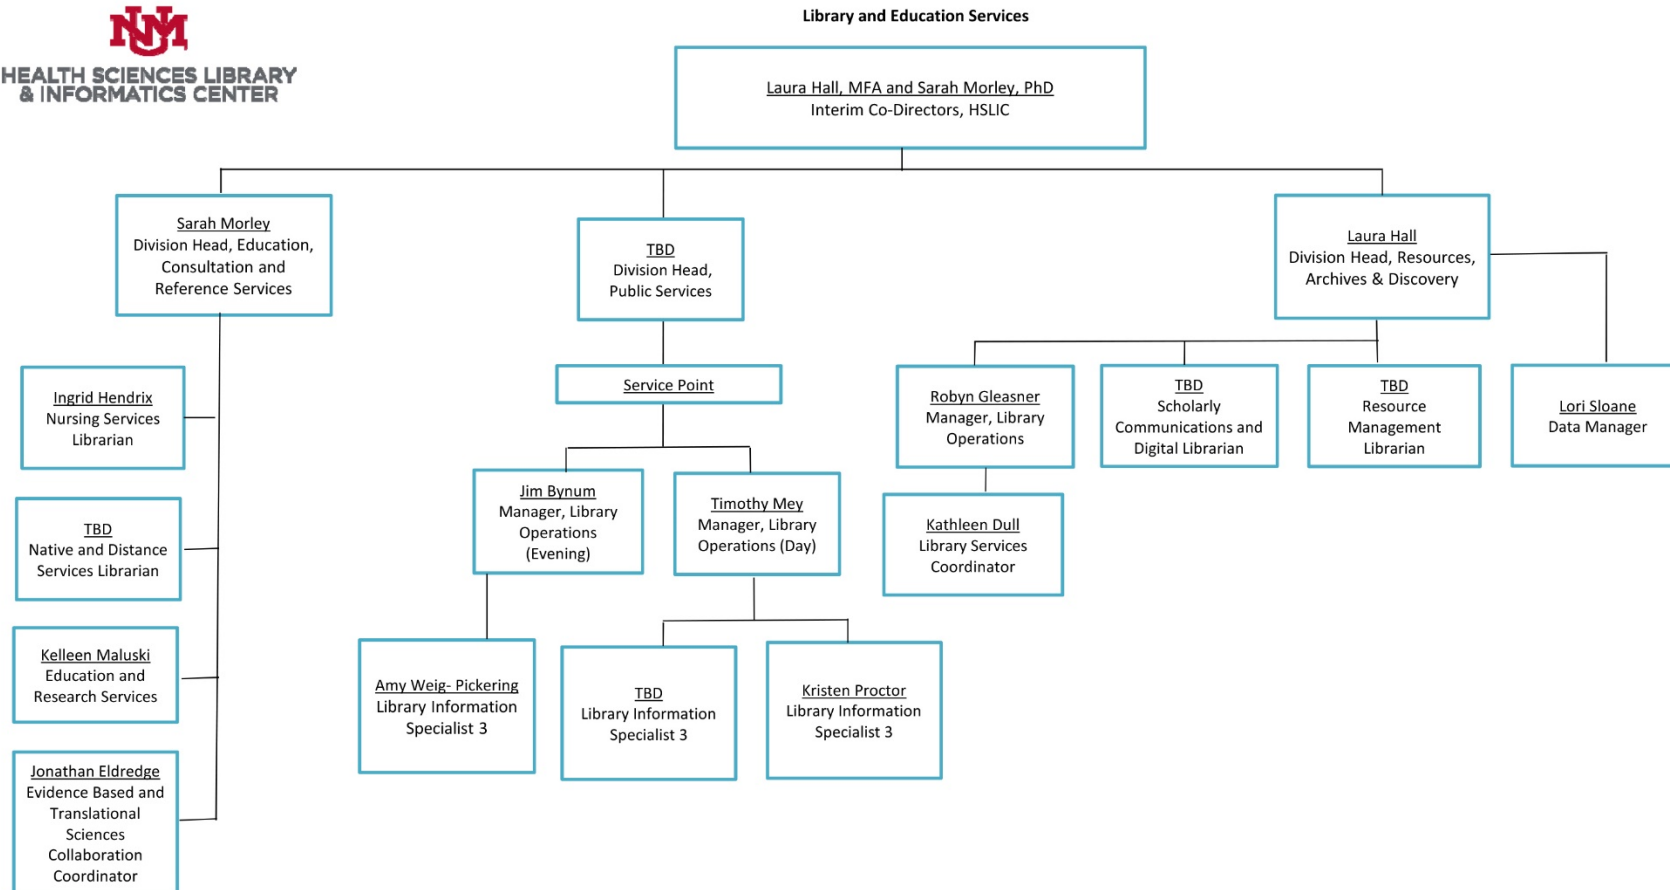 UNM
HEALTH SCIENCES LIBRARY
& INFORMATICS CENTER
Library and Education Services
Laura Hall, MFA and Sarah Morley, PhD
Interim Co-Directors, HSLIC
Sarah Morley
Division Head, Education,
Consultation and
Reference Services
TBD
Division Head,
Public Services
Laura Hall
Division Head, Resources,
Archives & Discovery
Ingrid Hendrix
Nursing Services
Librarian
TBD
Native and Distance
Services Librarian
Kelleen Maluski
Education and
Research Services
Jonathan Eldredge
Evidence Based and
Translational
Sciences
Collaboration
Coordinator
Service Point
Jim Bynum
Manager, Library
Operations
(Evening)
Timothy Mey
Manager, Library
Operations (Day)
Amy Weig- Pickering
Library Information
Specialist 3
TBD
Library Information
Specialist 3
Kristen Proctor
Library Information
Specialist 3
Robyn Gleasner
Manager, Library
Operations
Kathleen Dull
Library Services
Coordinator
TBD
Scholarly
Communications and
Digital Librarian
TBD
Resource
Management
Librarian
Lori Sloane
Data Manager